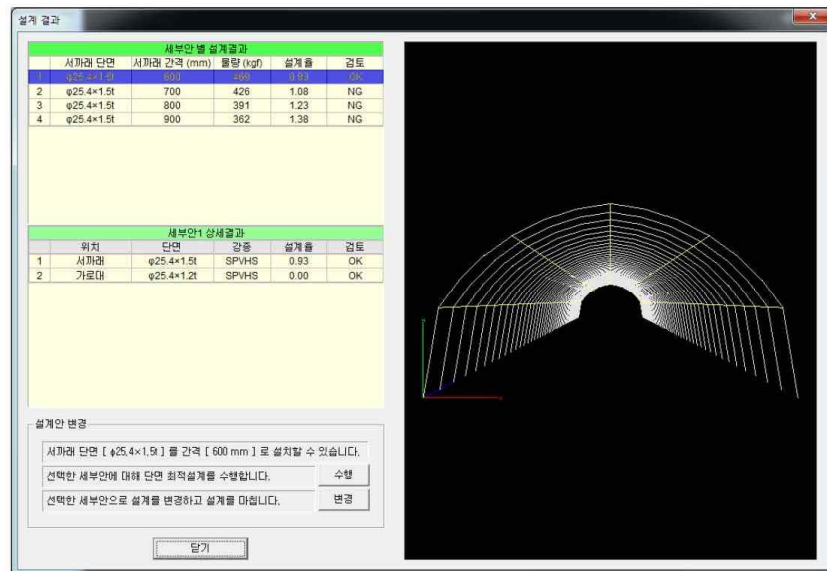 설계 결과
세부안 별 설계결과
서까래 단면 서까래 간격 (mm) 물량 (kgf) 설계율 검토
1 φ25.4×1.5t 600 469 0.93 OK
2 φ25.4×1.5t 700 426 1.08 NG
3 φ25.4×1.5t 800 391 1.23 NG
4 φ25.4×1.5t 900 362 1.38 NG
세부안1 상세결과
위치 단면 강종 설계율 검토
1 서까래 φ25.4×1.5t SPVHS 0.93 OK
2 가로대 φ25.4×1.2t SPVHS 0.00 OK
설계안 변경
서까래 단면 [ φ25.4×1.5t ] 를 간격 [ 600 mm ] 로 설치할 수 있습니다.
선택한 세부안에 대해 단면 최적설계를 수행합니다. 수행
선택한 세부안으로 설계를 변경하고 설계를 마칩니다. 변경
닫기